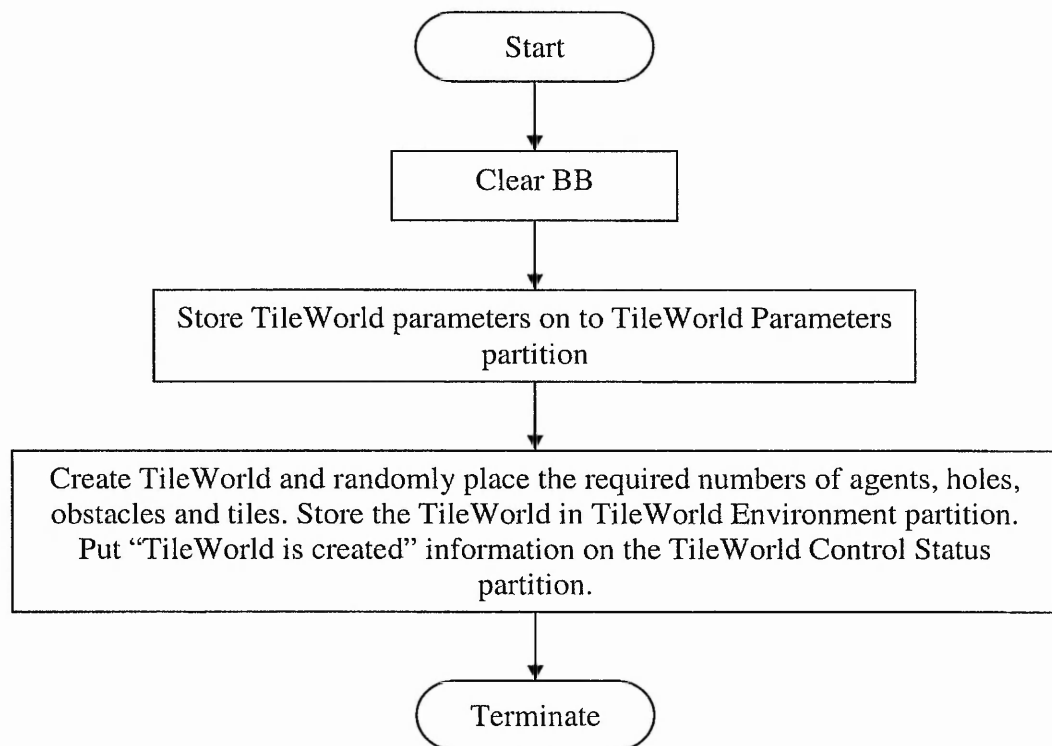 Start
Clear BB
Store TileWorld parameters on to TileWorld Parameters
partition
Create TileWorld and randomly place the required numbers of agents, holes,
obstacles and tiles. Store the TileWorld in TileWorld Environment partition.
Put “TileWorld is created” information on the TileWorld Control Status
partition.
Terminate